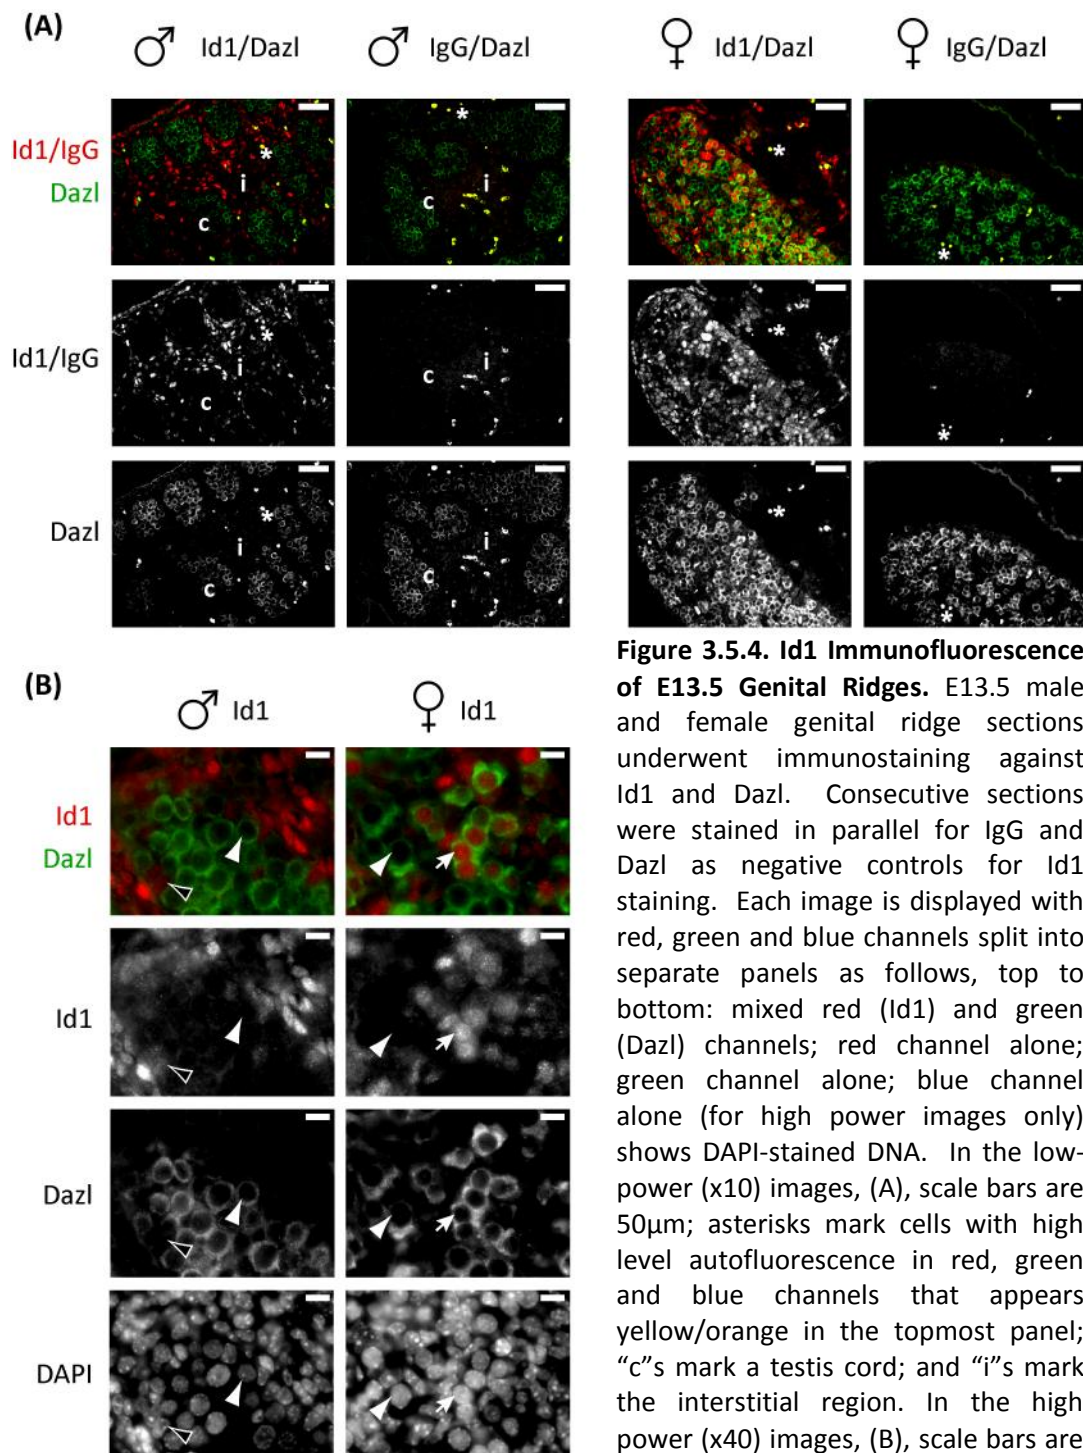 (A)
♂ Id1/Dazl ♂ IgG/Dazl ♀ Id1/Dazl ♀ IgG/Dazl
Id1/IgG
Dazl
* i c * i c * *
Id1/IgG
* i c i c * *
Dazl
* i c i c * *
(B)
♂ Id1 ♀ Id1
Id1
Dazl
Id1
Dazl
DAPI
Figure 3.5.4. Id1 Immunofluorescence
of E13.5 Genital Ridges. E13.5 male
and female genital ridge sections
underwent immunostaining against
Id1 and Dazl. Consecutive sections
were stained in parallel for IgG and
Dazl as negative controls for Id1
staining. Each image is displayed with
red, green and blue channels split into
separate panels as follows, top to
bottom: mixed red (Id1) and green
(Dazl) channels; red channel alone;
green channel alone; blue channel
alone (for high power images only)
shows DAPI-stained DNA. In the low-
power (x10) images, (A), scale bars are
50μm; asterisks mark cells with high
level autofluorescence in red, green
and blue channels that appears
yellow/orange in the topmost panel;
“c”s mark a testis cord; and “i”s mark
the interstitial region. In the high
power (x40) images, (B), scale bars are